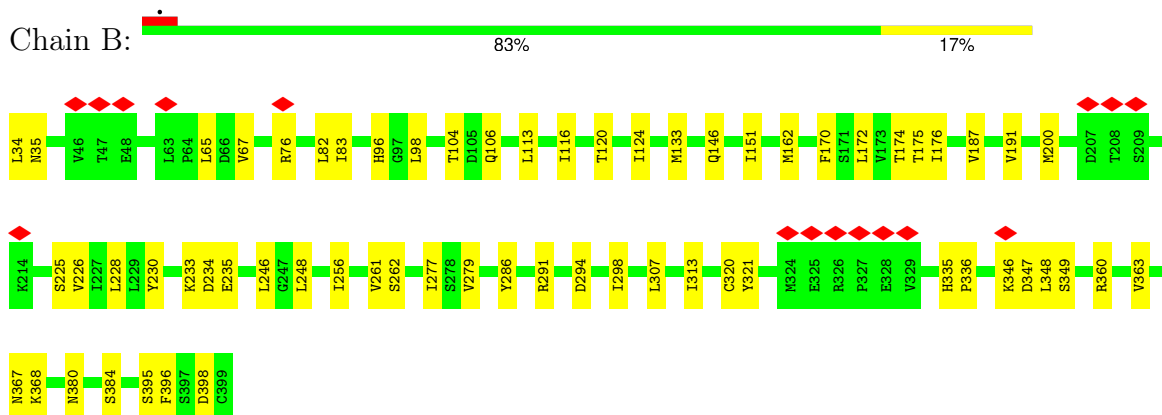 Chain B:
83% 17%
L34 N35 V46 T47 E48 L63 P64 L65 D66 V67 R76 L82 I83 H96 G97 L98 T104 D105 Q106 L113 I116 T120 I124 M133 Q146 I151 M162 F170 S171 L172 V173 T174 T175 I176 V187 V191 M200 D207 T208 S209
K214 S225 V226 I227 L228 L229 Y230 K233 D234 E235 L246 G247 L248 I256 V261 S262 I277 S278 V279 Y286 R291 D294 I298 L307 I313 C320 Y321 M324 E325 R326 P327 E328 V329 H335 P336 K346 D347 L348 S349 R360 V363
N367 K368 N380 S384 S395 F396 S397 D398 C399